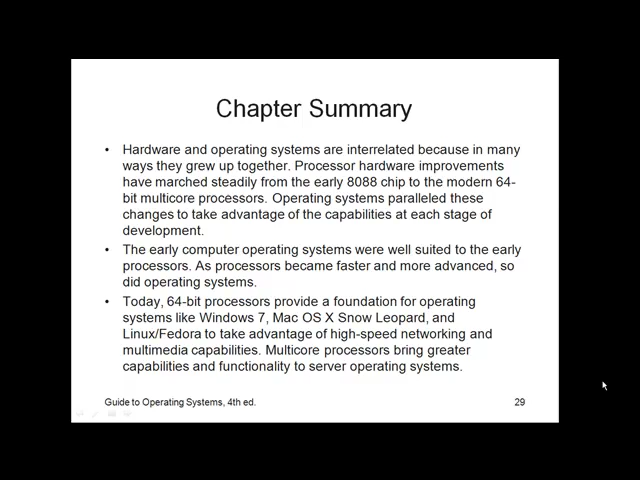 Chapter Summary
• Hardware and operating systems are interrelated because in many
ways they grew up together. Processor hardware improvements
have marched steadily from the early 8088 chip to the modern 64-
bit multicore processors. Operating systems paralleled these
changes to take advantage of the capabilities at each stage of
development.
• The early computer operating systems were well suited to the early
processors. As processors became faster and more advanced, so
did operating systems.
• Today, 64-bit processors provide a foundation for operating
systems like Windows 7, Mac OS X Snow Leopard, and
Linux/Fedora to take advantage of high-speed networking and
multimedia capabilities. Multicore processors bring greater
capabilities and functionality to server operating systems.
Guide to Operating Systems, 4th ed. 29